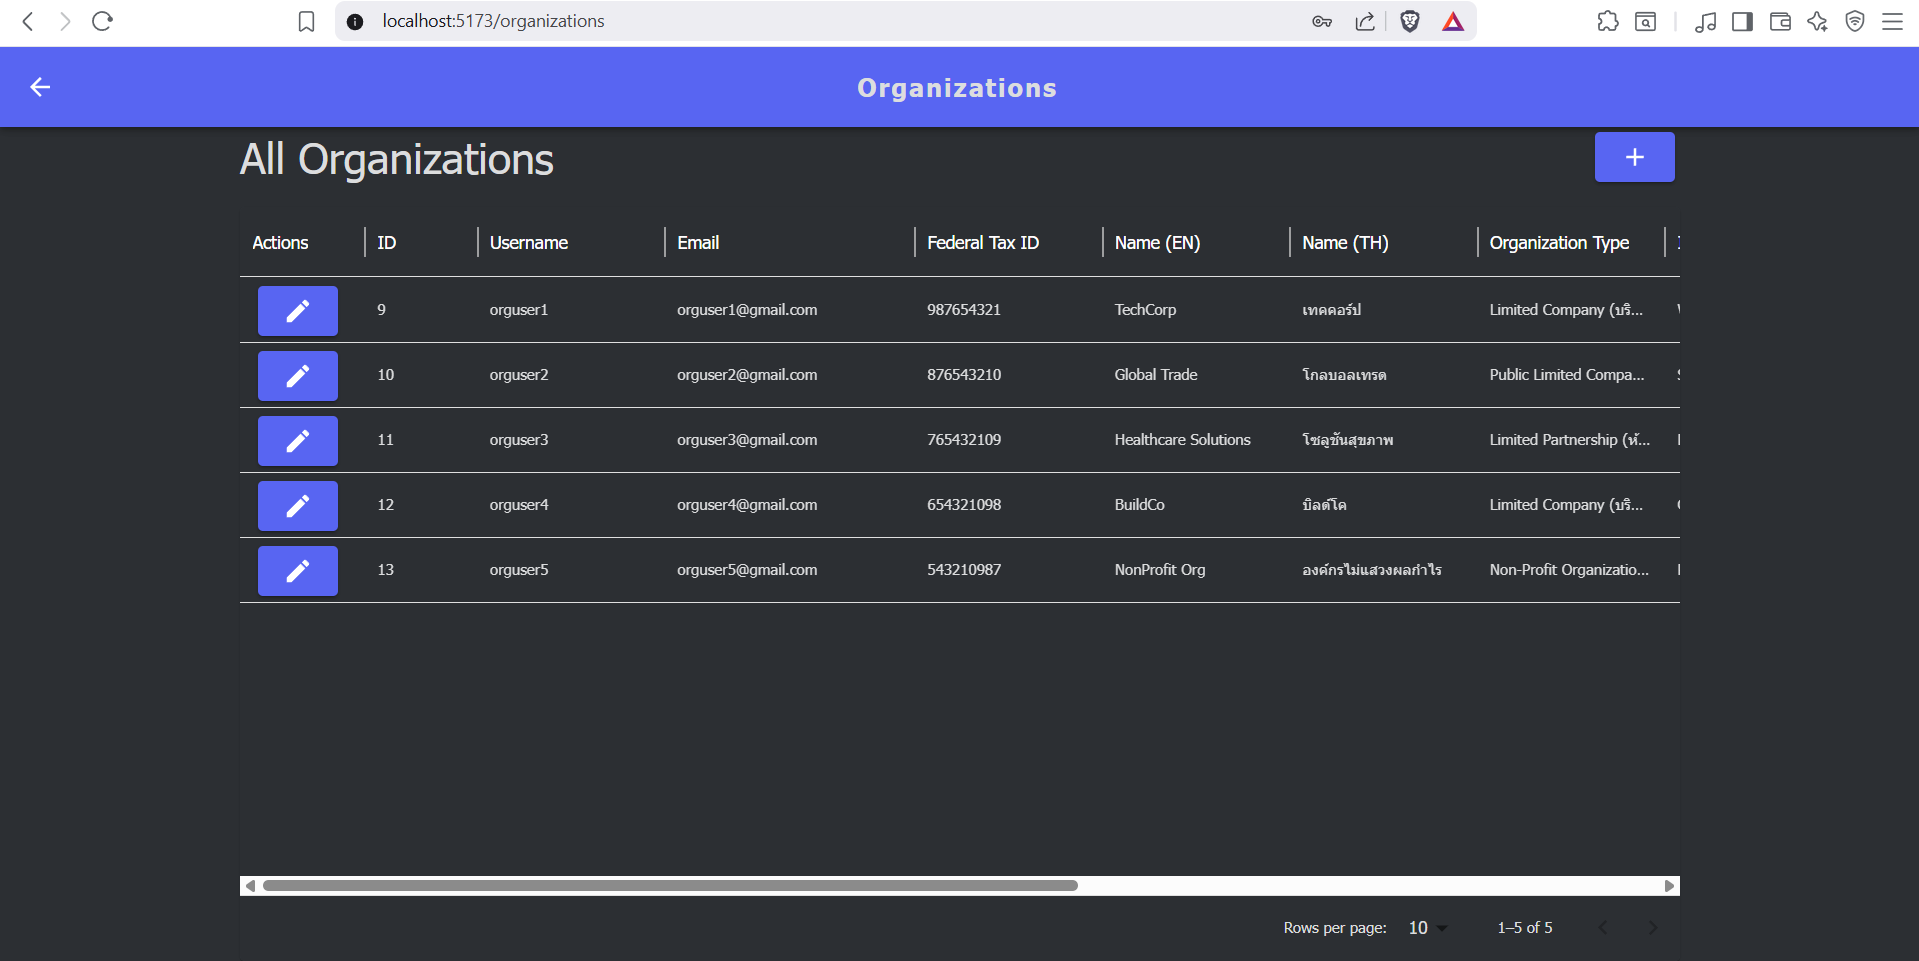 localhost:5173/organizations
Organizations
All Organizations
Actions ID Username Email Federal Tax ID Name (EN) Name (TH) Organization Type
9 orguser1 orguser1@gmail.com 987654321 TechCorp เทคคอร์ป Limited Company (บริ...
10 orguser2 orguser2@gmail.com 876543210 Global Trade โกลบอลเทรด Public Limited Compa...
11 orguser3 orguser3@gmail.com 765432109 Healthcare Solutions โซลูชันสุขภาพ Limited Partnership (ห้...
12 orguser4 orguser4@gmail.com 654321098 BuildCo บิลด์โค Limited Company (บริ...
13 orguser5 orguser5@gmail.com 543210987 NonProfit Org องค์กรไม่แสวงผลกำไร Non-Profit Organizatio...
Rows per page: 10 1–5 of 5